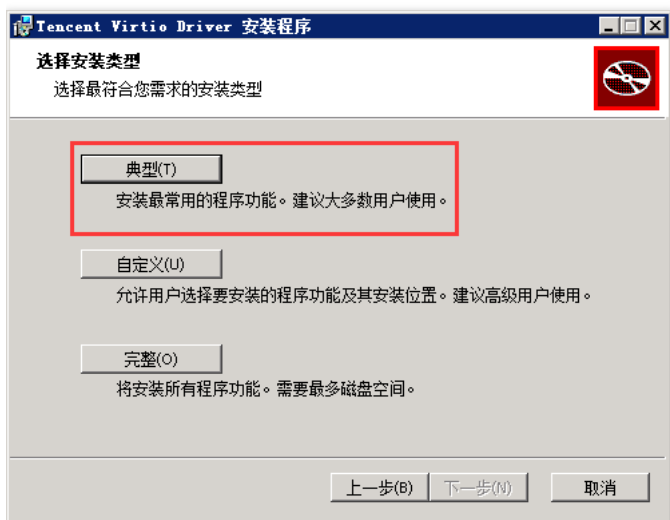 Tencent Virtio Driver 安装程序
选择安装类型
选择最符合您需求的安装类型
典型(T)
安装最常用的程序功能。建议大多数用户使用。
自定义(U)
允许用户选择要安装的程序功能及其安装位置。建议高级用户使用。
完整(O)
将安装所有程序功能。需要最多磁盘空间。
上一步(B) 下一步(N) 取消